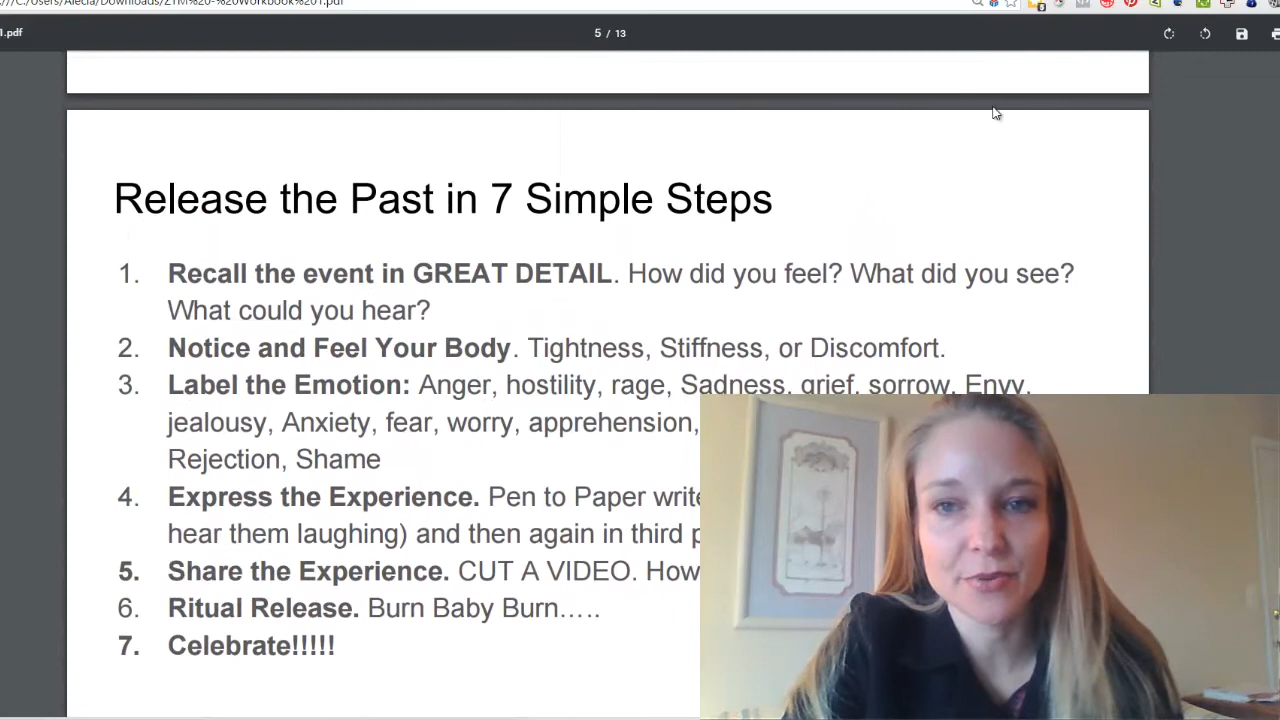 1.pdf
5 / 13
Release the Past in 7 Simple Steps
1. Recall the event in GREAT DETAIL. How did you feel? What did you see?
What could you hear?
2. Notice and Feel Your Body. Tightness, Stiffness, or Discomfort.
3. Label the Emotion: Anger, hostility, rage, Sadness, grief, sorrow, Envy,
jealousy, Anxiety, fear, worry, apprehension,
Rejection, Shame
4. Express the Experience. Pen to Paper write
hear them laughing) and then again in third
5. Share the Experience. CUT A VIDEO. How
6. Ritual Release. Burn Baby Burn…..
7. Celebrate!!!!!